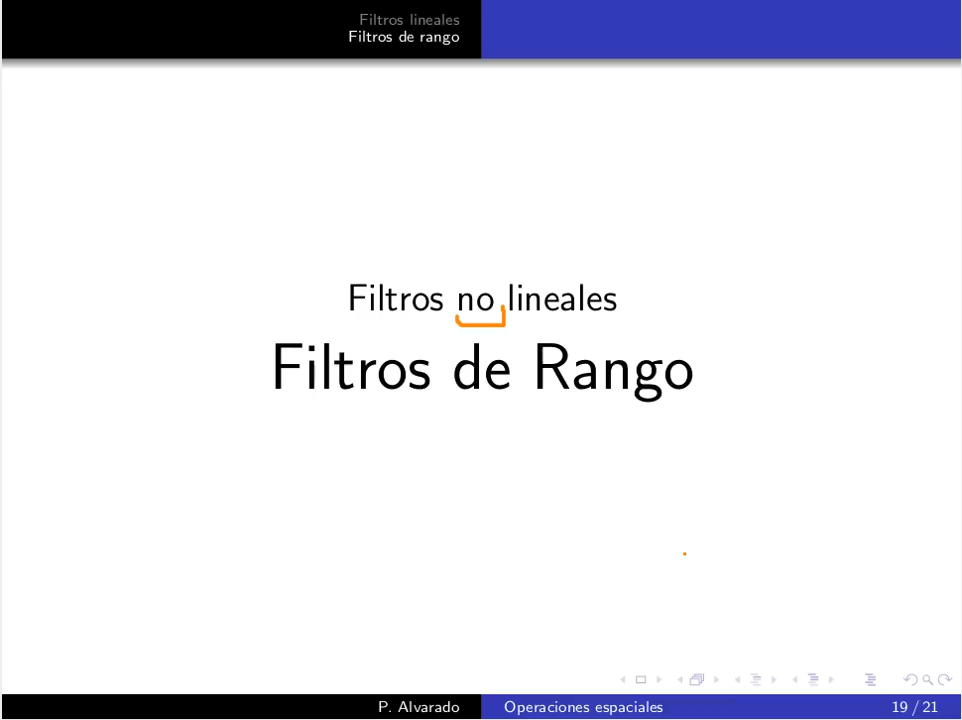 Filtros lineales
Filtros de rango
Filtros no lineales
Filtros de Rango
P. Alvarado
Operaciones espaciales
19 / 21